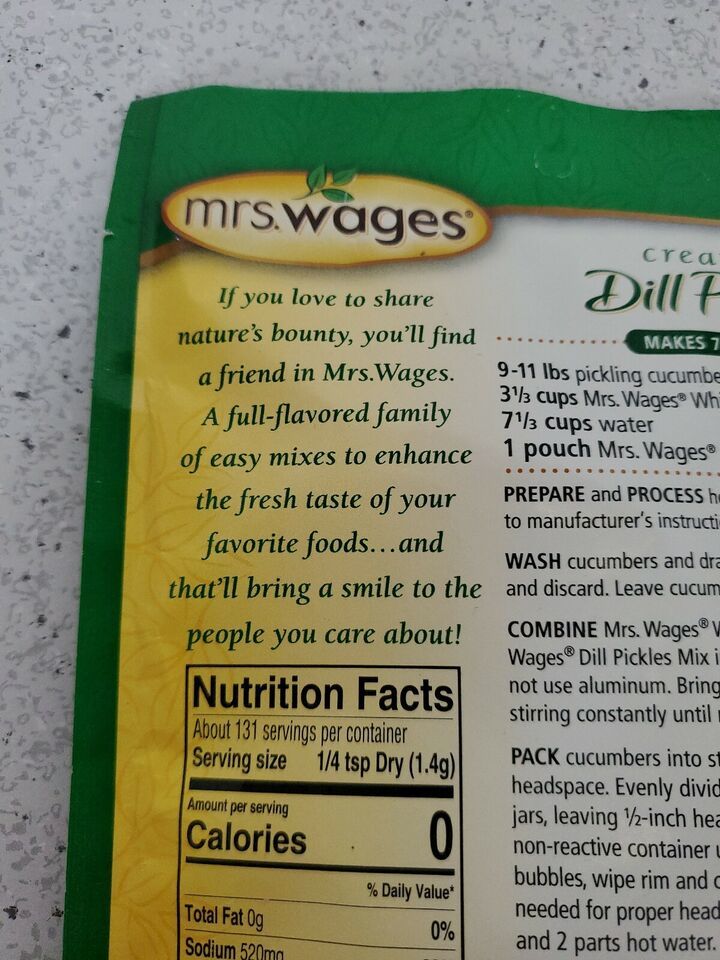 mrs.wages®
If you love to share
nature's bounty, you'll find
a friend in Mrs.Wages.
A full-flavored family
of easy mixes to enhance
the fresh taste of your
favorite foods...and
that'll bring a smile to the
people you care about!
Nutrition Facts
About 131 servings per container
Serving size 1/4 tsp Dry (1.4g)
Amount per serving
Calories 0
% Daily Value*
Total Fat 0g 0%
Sodium 520mg
Dill
MAKES 7
9-11 lbs pickling
3⅓ cups Mrs. Wages®
7⅓ cups water
1 pouch Mrs. Wages®
PREPARE and PROCESS
to manufacturer's
WASH cucumbers and
and discard. Leave
COMBINE Mrs. Wages®
Wages® Dill Pickles Mix
not use aluminum. Bring
stirring constantly until
PACK cucumbers into
headspace. Evenly
jars, leaving ½-inch
non-reactive container
bubbles, wipe rim and
needed for proper
and 2 parts hot water.